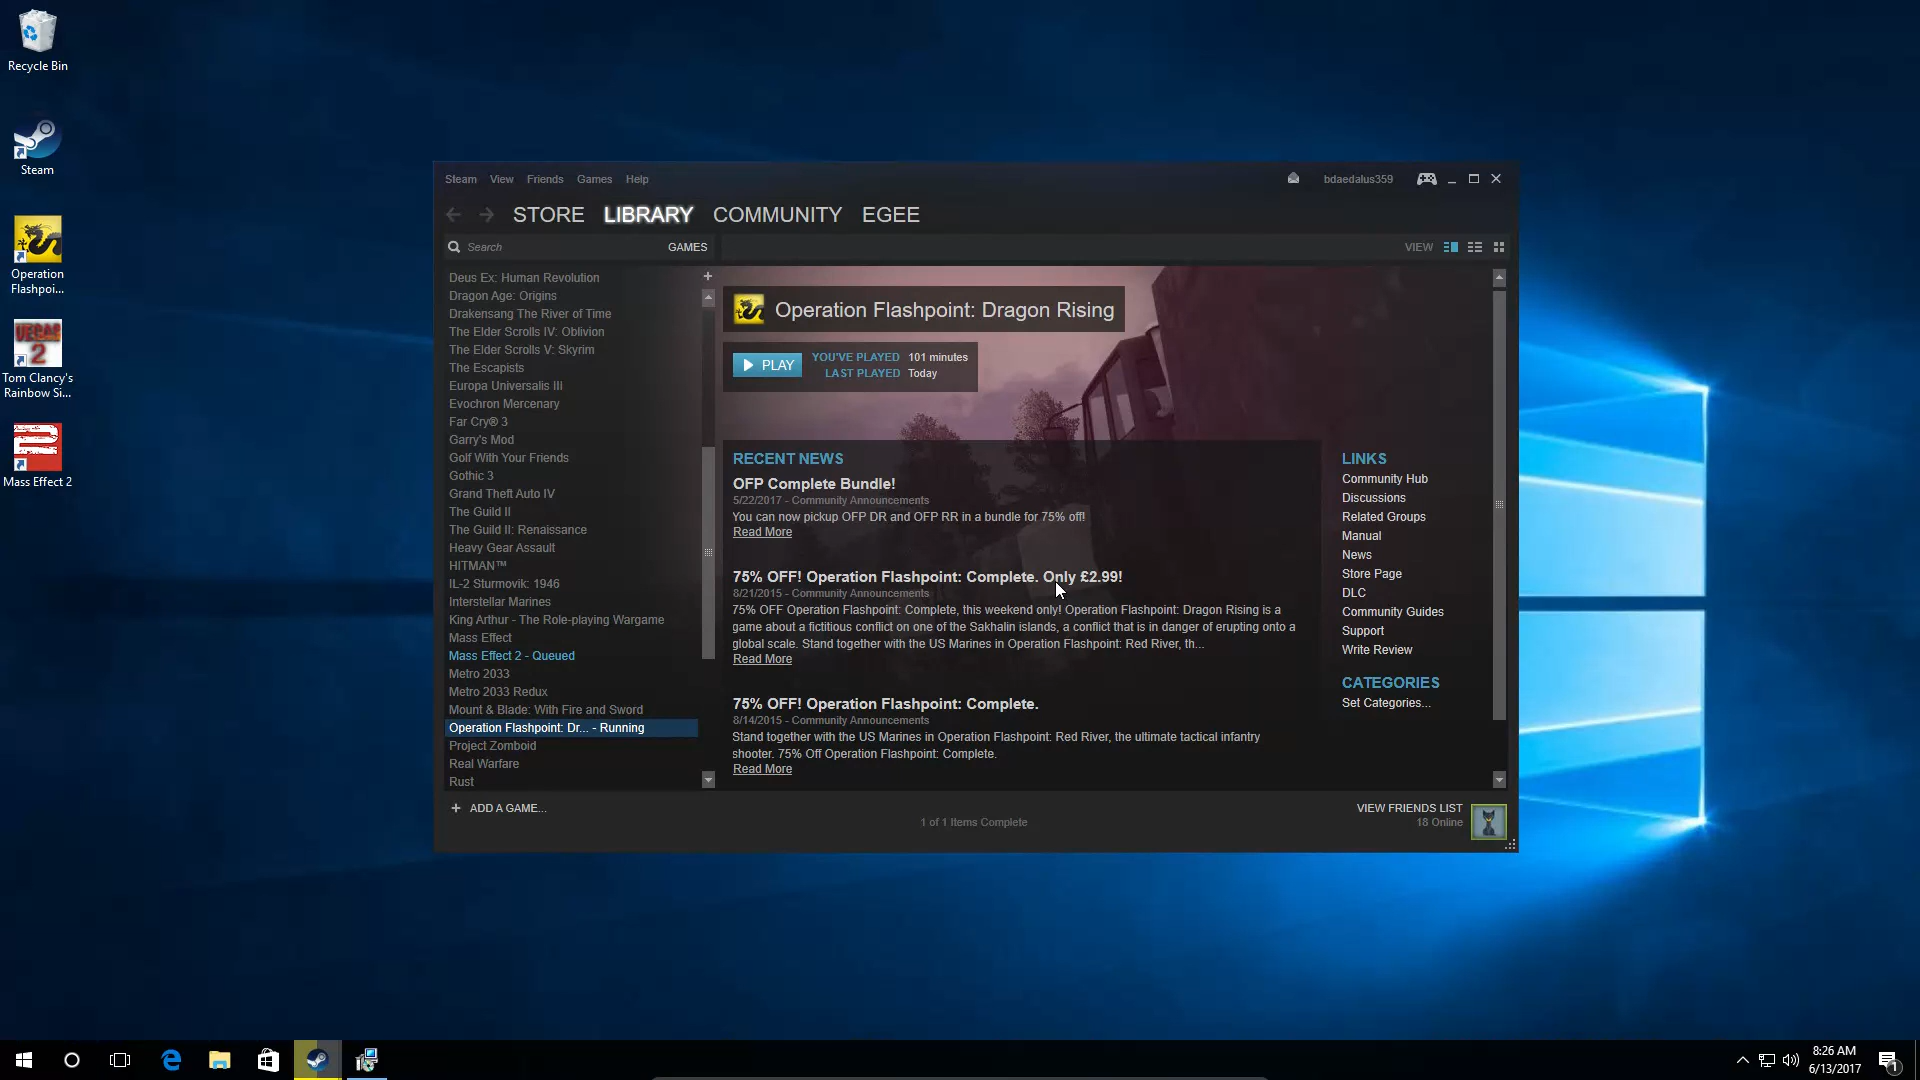 Recycle Bin
Steam
Operation
Flashpoi...
VEGAS
2
Tom Clancy's
Rainbow Si...
Mass Effect 2
Steam View Friends Games Help
bdaedalus359
STORE LIBRARY COMMUNITY EGEE
Search GAMES
VIEW
Deus Ex: Human Revolution
Dragon Age: Origins
Drakensang The River of Time
The Elder Scrolls IV: Oblivion
The Elder Scrolls V: Skyrim
The Escapists
Europa Universalis III
Evochron Mercenary
Far Cry® 3
Garry's Mod
Golf With Your Friends
Gothic 3
Grand Theft Auto IV
The Guild II
The Guild II: Renaissance
Heavy Gear Assault
HITMAN™
IL-2 Sturmovik: 1946
Interstellar Marines
King Arthur - The Role-playing Wargame
Mass Effect
Mass Effect 2 - Queued
Metro 2033
Metro 2033 Redux
Mount & Blade: With Fire and Sword
Operation Flashpoint: Dr... - Running
Project Zomboid
Real Warfare
Rust
+ ADD A GAME...
Operation Flashpoint: Dragon Rising
PLAY
YOU'VE PLAYED 101 minutes
LAST PLAYED Today
RECENT NEWS
OFP Complete Bundle!
5/22/2017 - Community Announcements
You can now pickup OFP DR and OFP RR in a bundle for 75% off!
Read More
75% OFF! Operation Flashpoint: Complete. Only £2.99!
8/21/2015 - Community Announcements
75% OFF Operation Flashpoint: Complete, this weekend only! Operation Flashpoint: Dragon Rising is a
game about a fictitious conflict on one of the Sakhalin islands, a conflict that is in danger of erupting onto a
global scale. Stand together with the US Marines in Operation Flashpoint: Red River, th...
Read More
75% OFF! Operation Flashpoint: Complete.
8/14/2015 - Community Announcements
Stand together with the US Marines in Operation Flashpoint: Red River, the ultimate tactical infantry
shooter. 75% Off Operation Flashpoint: Complete.
Read More
LINKS
Community Hub
Discussions
Related Groups
Manual
News
Store Page
DLC
Community Guides
Support
Write Review
CATEGORIES
Set Categories...
1 of 1 Items Complete
VIEW FRIENDS LIST
18 Online
8:26 AM
6/13/2017
1